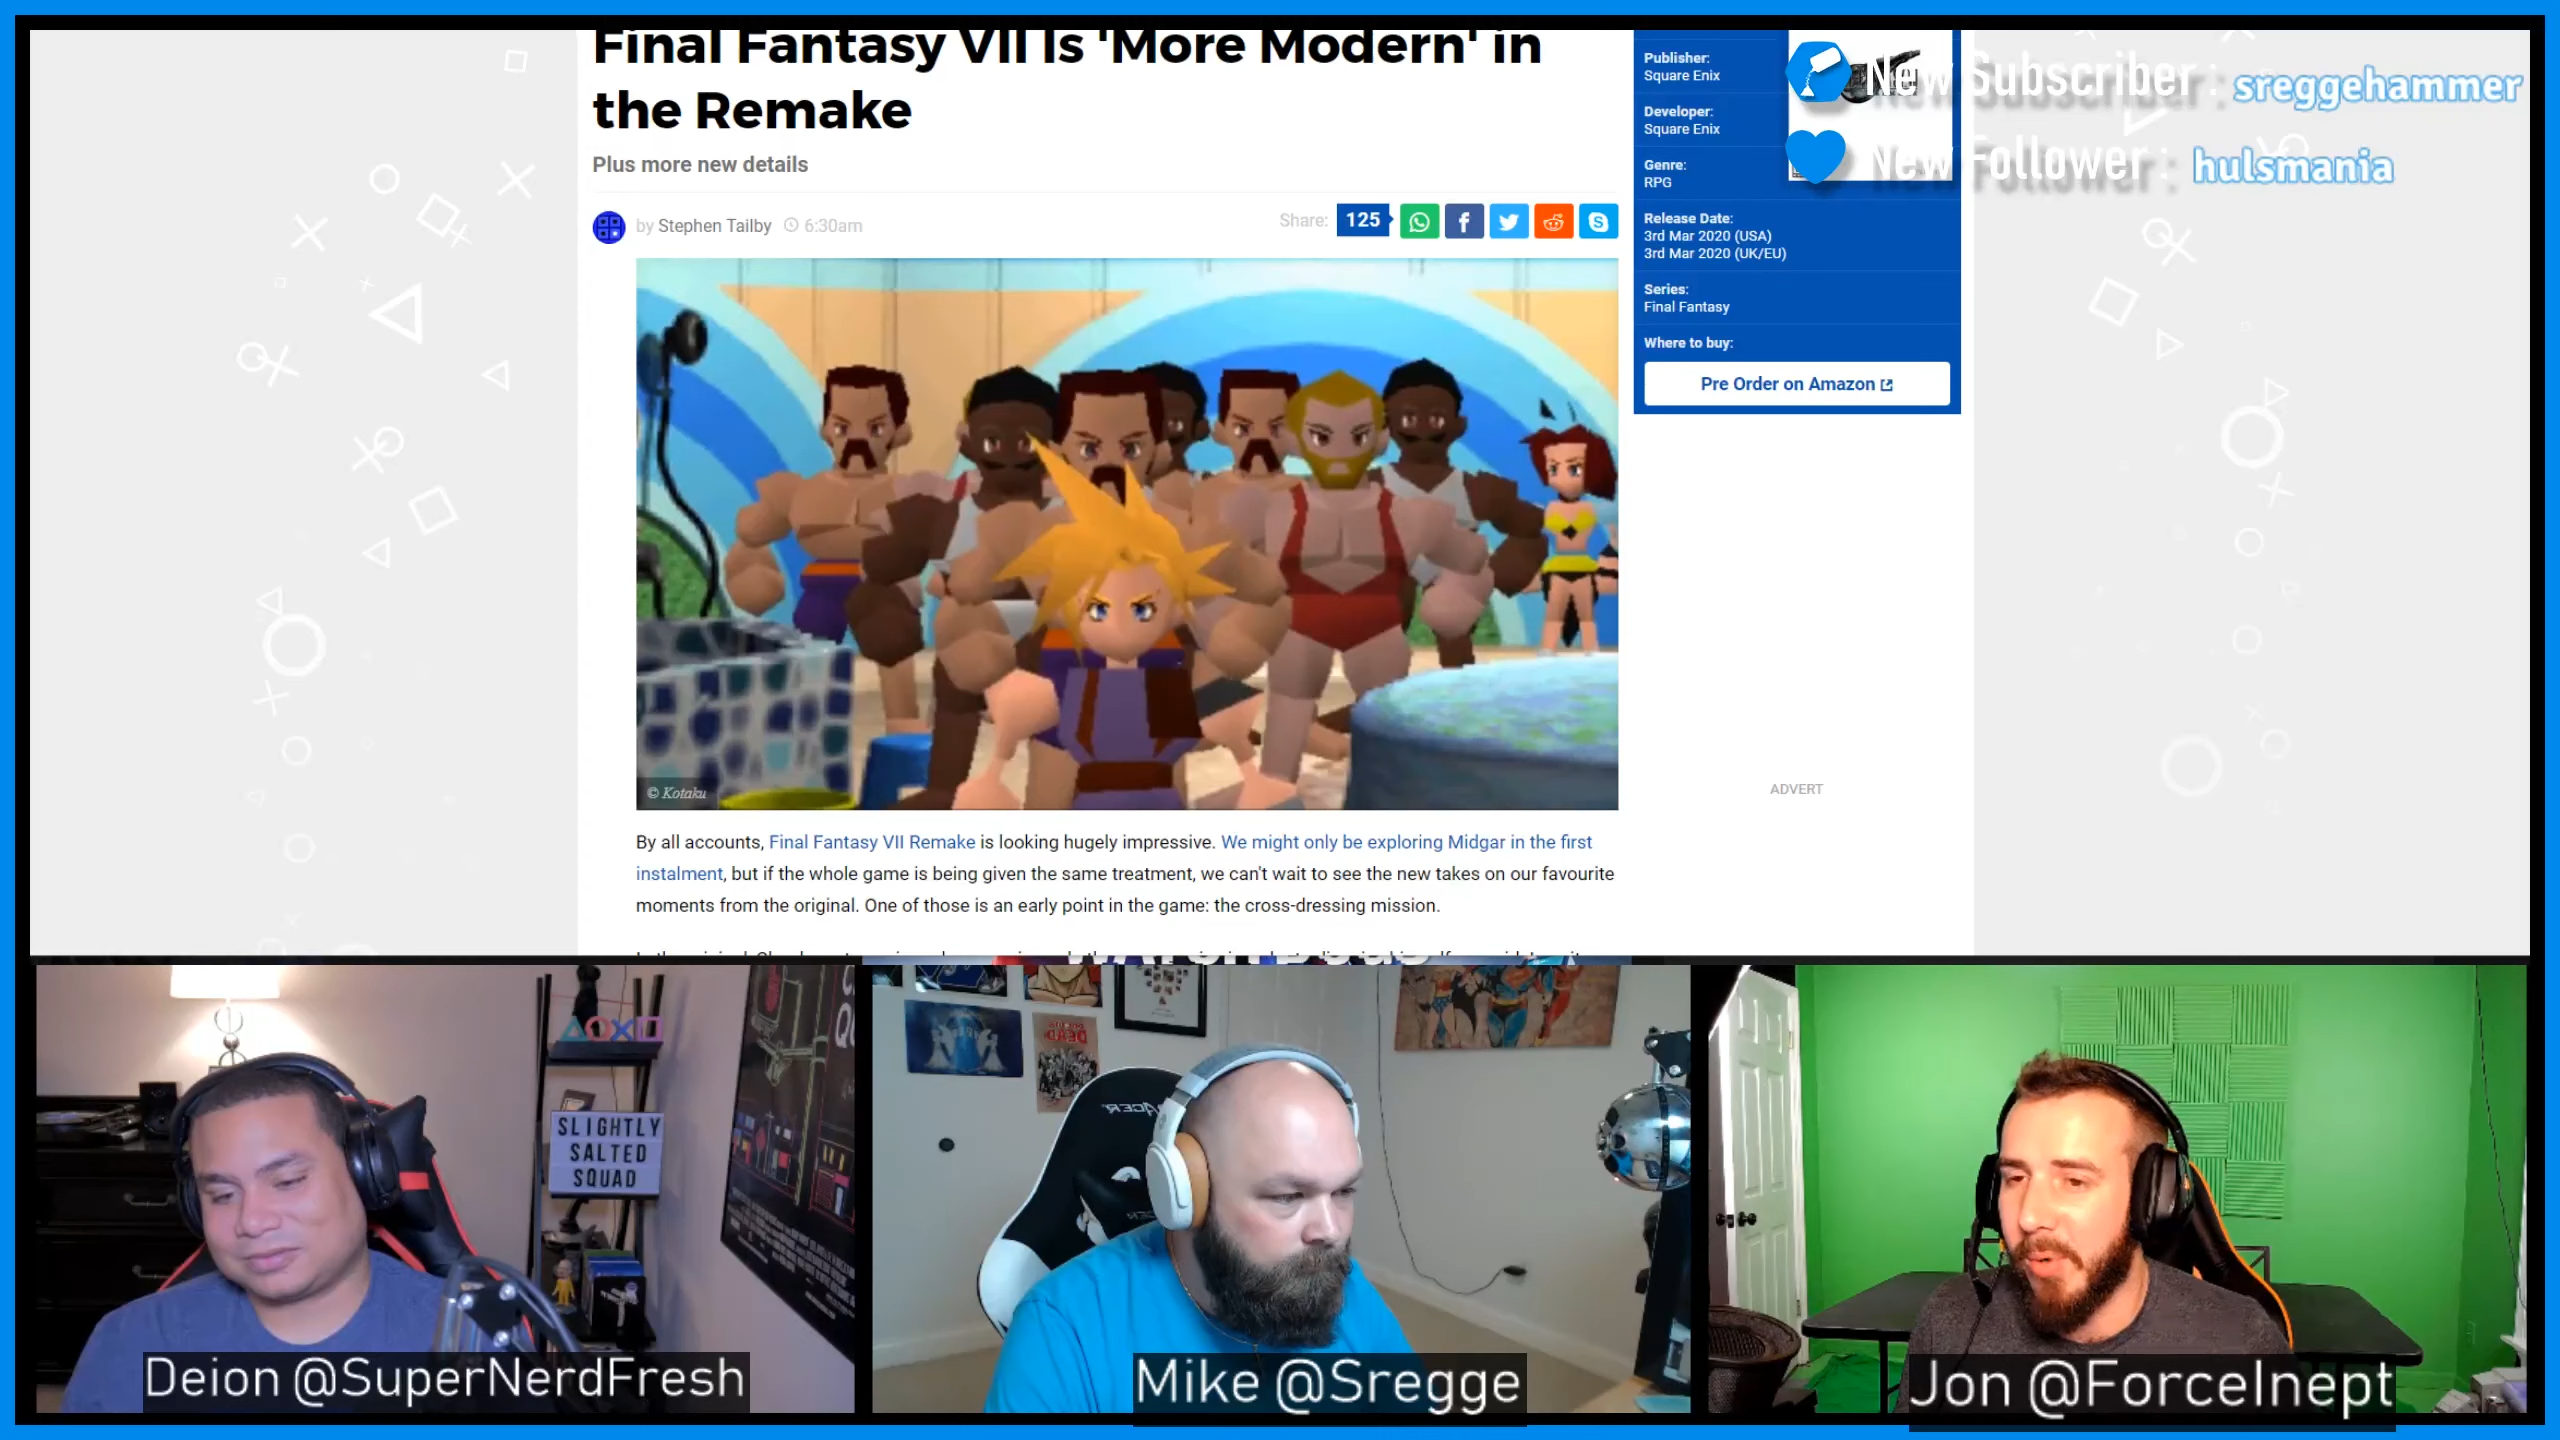 Final Fantasy VII Is 'More Modern' in
the Remake
Plus more new details
by Stephen Tailby 6:30am
Share: 125
Publisher:
Square Enix
Developer:
Square Enix
Genre:
RPG
Release Date:
3rd Mar 2020 (USA)
3rd Mar 2020 (UK/EU)
Series:
Final Fantasy
Where to buy:
Pre Order on Amazon
New Subscriber : sreggehammer
New Follower : hulsmania
© Kotaku
ADVERT
By all accounts, Final Fantasy VII Remake is looking hugely impressive. We might only be exploring Midgar in the first
instalment, but if the whole game is being given the same treatment, we can't wait to see the new takes on our favourite
moments from the original. One of those is an early point in the game: the cross-dressing mission.
SLIGHTLY
SALTED
SQUAD
Deion @SuperNerdFresh
Mike @Sregge
Jon @ForceInept